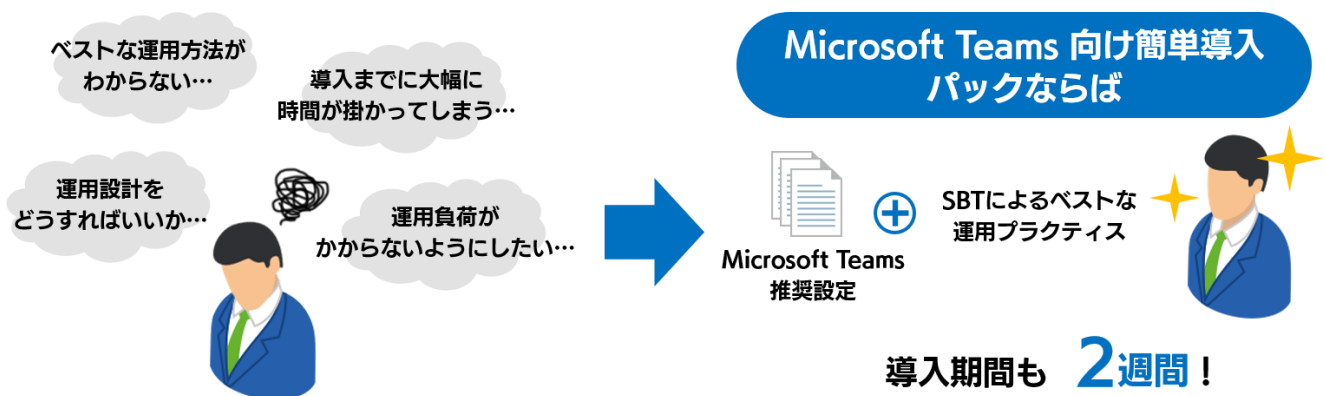 ベストな運用方法が
わからない…
導入までに大幅に
時間が掛かってしまう…
運用設計を
どうすればいいか…
運用負荷が
かからないようにしたい…
Microsoft Teams 向け簡単導入
パックならば
Microsoft Teams
推奨設定
SBTによるベストな
運用プラクティス
導入期間も 2週間！